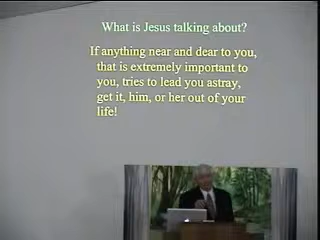 What is Jesus talking about?
If anything near and dear to you,
that is extremely important to
you, tries to lead you astray,
get it, him, or her out of your
life!